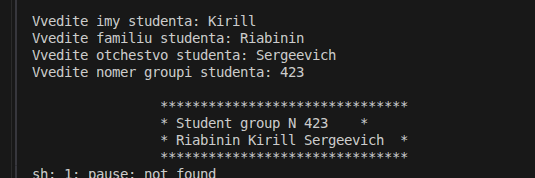 Vvedite imy studenta: Kirill
Vvedite familiu studenta: Riabinin
Vvedite otchestvo studenta: Sergeevich
Vvedite nomer groupi studenta: 423
*******************************
* Student group N 423    *
* Riabinin Kirill Sergeevich  *
*******************************
sh: 1: pause: not found